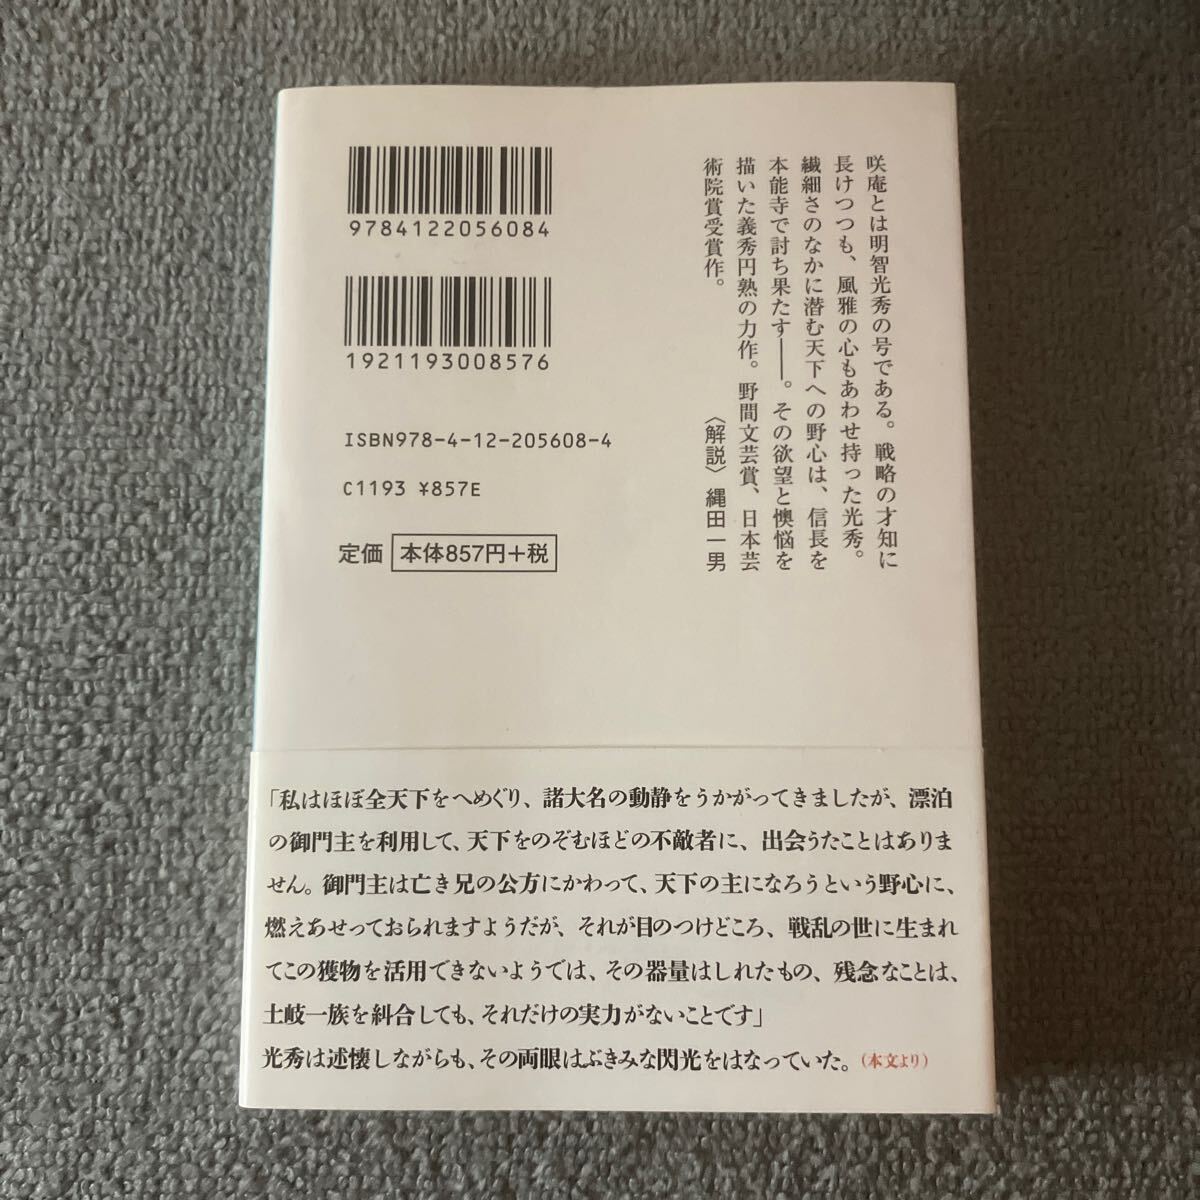 咲庵とは明智光秀の号である。戦略の才知に
長けつつも、風雅の心もあわせ持った光秀。
繊細さのなかに潜む天下への野心は、信長を
本能寺で討ち果たす――。その欲望と懊悩を
描いた義秀円熟の力作。野間文芸賞、日本芸
術院賞受賞作。
〈解説〉縄田一男
9784122056084
1921193008576
ISBN978-4-12-205608-4
C1193 ¥857E
定価 本体857円+税
「私はほぼ全天下をへめぐり、諸大名の動静をうかがってきましたが、漂泊
の御門主を利用して、天下をのぞむほどの不敵者に、出会うたことはありま
せん。御門主は亡き兄の公方にかわって、天下の主になろうという野心に、
燃えあせっておられますようだが、それが目のつけどころ、戦乱の世に生まれ
てこの獲物を活用できないようでは、その器量はしれたもの、残念なことは、
土岐一族を糾合しても、それだけの実力がないことです」
光秀は述懐しながらも、その両眼はぶきみな閃光をはなっていた。(本文より)